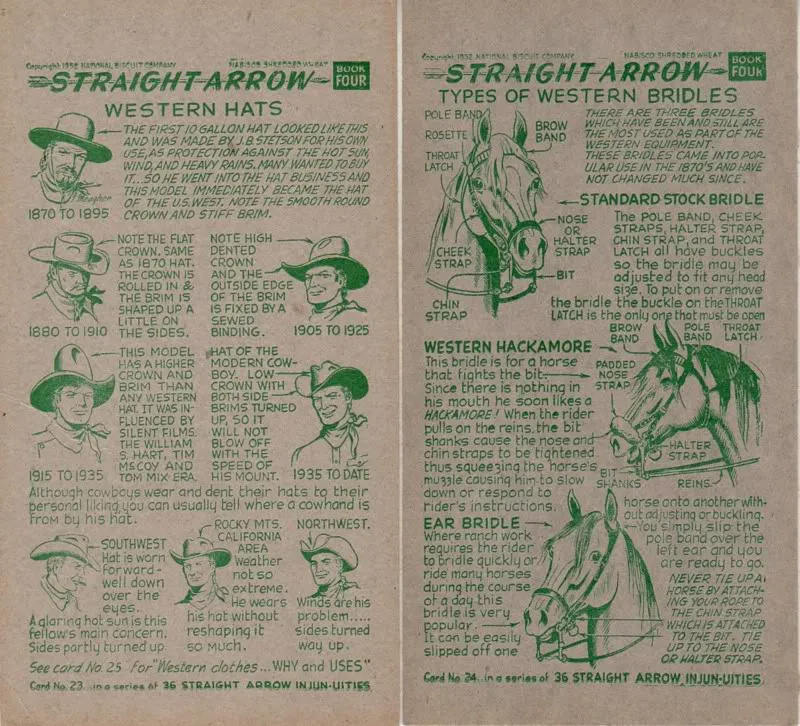 Copyright 1952 NATIONAL BISCUIT COMPANY
NABISCO SHREDDED WHEAT
STRAIGHT ARROW
BOOK
FOUR
WESTERN HATS
THE FIRST 10 GALLON HAT LOOKED LIKE THIS
AND WAS MADE BY J.B. STETSON FOR HIS OWN
USE, AS PROTECTION AGAINST THE HOT SUN,
WIND, AND HEAVY RAINS. MANY WANTED TO BUY
IT.. SO HE WENT INTO THE HAT BUSINESS AND
THIS MODEL IMMEDIATELY BECAME THE HAT
OF THE U.S. WEST. NOTE THE SMOOTH ROUND
CROWN AND STIFF BRIM.
Meagher
1870 TO 1895
NOTE THE FLAT
CROWN. SAME
AS 1870 HAT.
THE CROWN IS
ROLLED IN &
THE BRIM IS
SHAPED UP A
LITTLE ON
THE SIDES.
1880 TO 1910
NOTE HIGH
DENTED
CROWN
AND THE
OUTSIDE EDGE
OF THE BRIM
IS FIXED BY A
SEWED
BINDING.
1905 TO 1925
THIS MODEL
HAS A HIGHER
CROWN AND
BRIM THAN
ANY WESTERN
HAT. IT WAS IN-
FLUENCED BY
SILENT FILMS.
THE WILLIAM
S. HART, TIM
McCOY AND
TOM MIX ERA.
1915 TO 1935
HAT OF THE
MODERN COW-
BOY. LOW
CROWN WITH
BOTH SIDE
BRIMS TURNED
UP, SO IT
WILL NOT
BLOW OFF
WITH THE
SPEED OF
HIS MOUNT.
1935 TO DATE
Although cowboys wear and dent their hats to their
personal liking, you can usually tell where a cowhand is
from by his hat.
SOUTHWEST
Hat is worn
forward-
well down
over the
eyes.
A glaring hot sun is this
fellow's main concern.
Sides partly turned up.
ROCKY MTS.
CALIFORNIA
AREA
Weather
not so
extreme.
He wears
his hat without
reshaping it
so much.
NORTHWEST.
Winds are his
problem.....
sides turned
way up.
See card No. 25 for "Western clothes... WHY and USES"
Card No. 23.. in a series of 36 STRAIGHT ARROW INJUN-UITIES.
Copyright 1952 NATIONAL BISCUIT COMPANY
NABISCO SHREDDED WHEAT
STRAIGHT ARROW
BOOK
FOUR
TYPES OF WESTERN BRIDLES
POLE BAND
ROSETTE
THROAT
LATCH
BROW
BAND
THERE ARE THREE BRIDLES
WHICH HAVE BEEN AND STILL ARE
THE MOST USED AS PART OF THE
WESTERN EQUIPMENT.
THESE BRIDLES CAME INTO POP-
ULAR USE IN THE 1870'S AND HAVE
NOT CHANGED MUCH SINCE.
STANDARD STOCK BRIDLE
NOSE
OR
HALTER
STRAP
CHEEK
STRAP
BIT
CHIN
STRAP
The POLE BAND, CHEEK
STRAPS, HALTER STRAP,
CHIN STRAP, and THROAT
LATCH all have buckles
so the bridle may be
adjusted to fit any head
size. To put on or remove
the bridle the buckle on the THROAT
LATCH is the only one that must be open
BROW
BAND
POLE
BAND
THROAT
LATCH
WESTERN HACKAMORE
This bridle is for a horse
that fights the bit
Since there is nothing in
his mouth he soon likes a
HACKAMORE! When the rider
pulls on the reins, the bit
shanks cause the nose and
chin straps to be tightened
thus squeezing the horse's
muzzle causing him to slow
down or respond to
rider's instructions.
PADDED
NOSE
STRAP
HALTER
STRAP
BIT
SHANKS
REINS.
EAR BRIDLE
Where ranch work
requires the rider
to bridle quickly or
ride many horses
during the course
of a day this
bridle is very
popular.
It can be easily
slipped off one
horse onto another with-
out adjusting or buckling.
You simply slip the
pole band over the
left ear and you
are ready to go.
NEVER TIE UP A
HORSE BY ATTACH-
ING YOUR ROPE TO
THE CHIN STRAP
WHICH IS ATTACHED
TO THE BIT. TIE
UP TO THE NOSE
OR HALTER STRAP.
Card No. 24.. in a series of 36 STRAIGHT ARROW INJUN-UITIES.